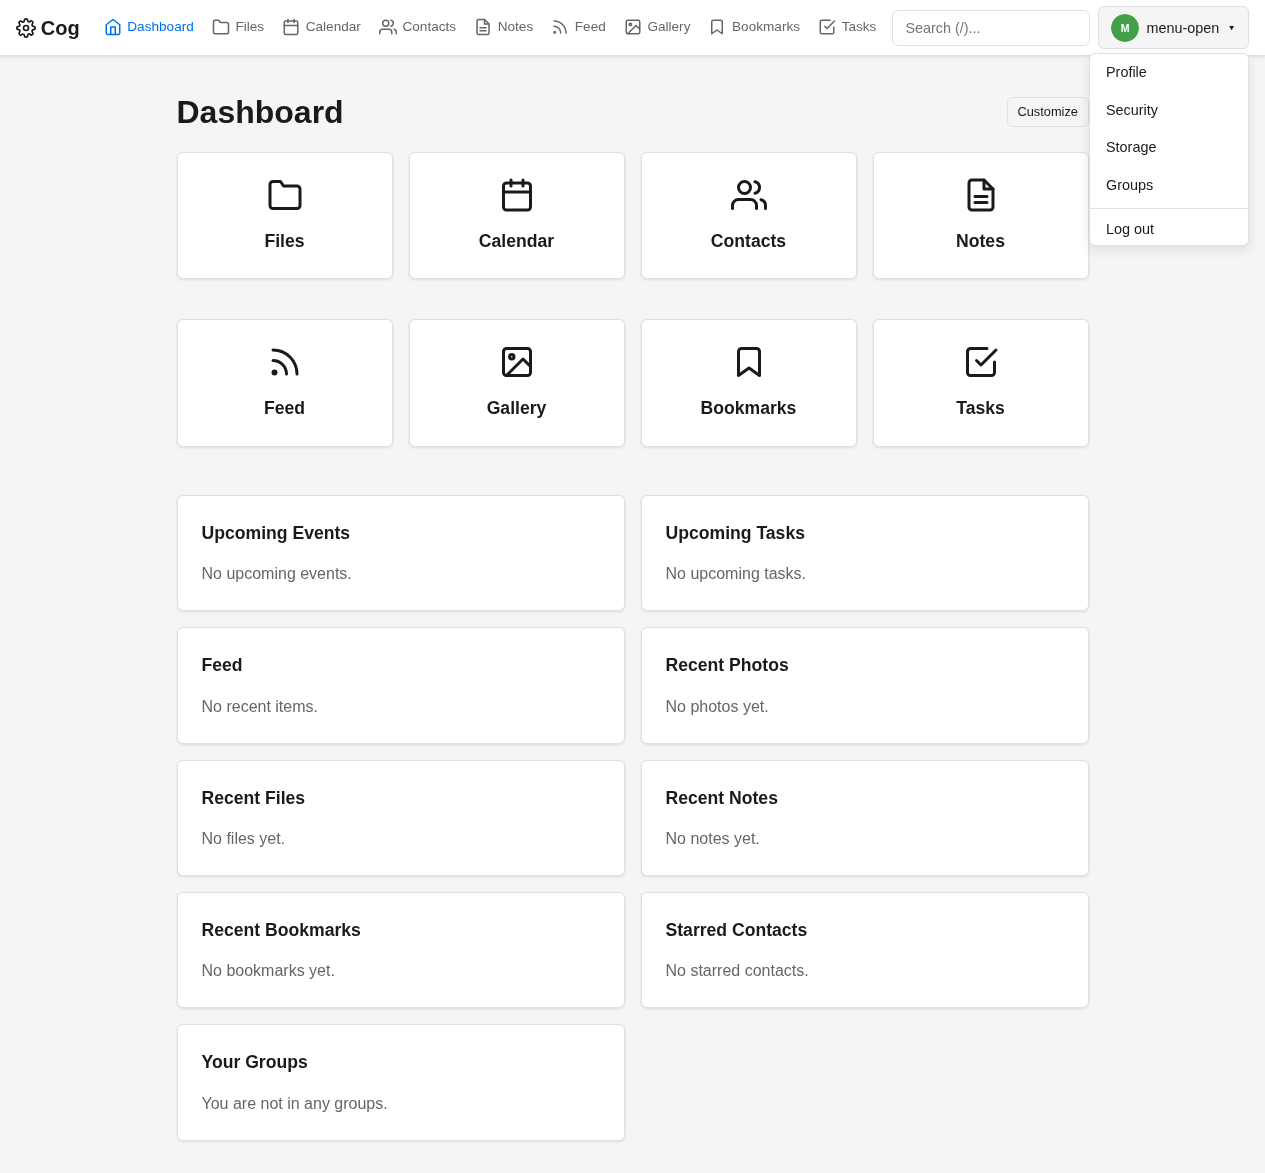 Cog Dashboard Files Calendar Contacts Notes Feed Gallery Bookmarks Tasks Search (/)... M menu-open
Profile
Security
Storage
Groups
Log out
Dashboard Customize
Files Calendar Contacts Notes
Feed Gallery Bookmarks Tasks
Upcoming Events
No upcoming events.
Upcoming Tasks
No upcoming tasks.
Feed
No recent items.
Recent Photos
No photos yet.
Recent Files
No files yet.
Recent Notes
No notes yet.
Recent Bookmarks
No bookmarks yet.
Starred Contacts
No starred contacts.
Your Groups
You are not in any groups.